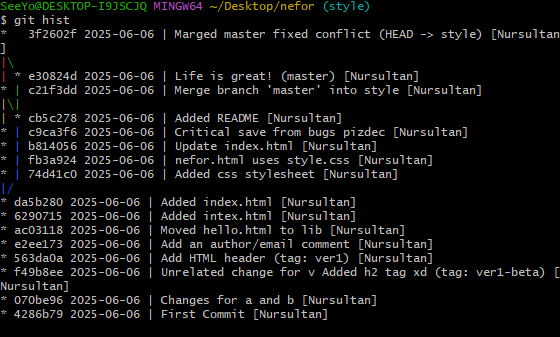 SeeYo@DESKTOP-I9JSCJQ MINGW64 ~/Desktop/nefor (style)
$ git hist
*   3f2602f 2025-06-06 | Marged master fixed conflict (HEAD -> style) [Nursultan
]
|\
| * e30824d 2025-06-06 | Life is great! (master) [Nursultan]
* | c21f3dd 2025-06-06 | Merge branch 'master' into style [Nursultan]
|\|
| * cb5c278 2025-06-06 | Added README [Nursultan]
* | c9ca3f6 2025-06-06 | Critical save from bugs pizdec [Nursultan]
* | b814056 2025-06-06 | Update index.html [Nursultan]
* | fb3a924 2025-06-06 | nefor.html uses style.css [Nursultan]
* | 74d41c0 2025-06-06 | Added css stylesheet [Nursultan]
|/
* da5b280 2025-06-06 | Added index.html [Nursultan]
* 6290715 2025-06-06 | Added intex.html [Nursultan]
* ac03118 2025-06-06 | Moved hello.html to lib [Nursultan]
* e2ee173 2025-06-06 | Add an author/email comment [Nursultan]
* 563da0a 2025-06-06 | Add HTML header (tag: ver1) [Nursultan]
* f49b8ee 2025-06-06 | Unrelated change for v Added h2 tag xd (tag: ver1-beta) [
Nursultan]
* 070be96 2025-06-06 | Changes for a and b [Nursultan]
* 4286b79 2025-06-06 | First Commit [Nursultan]